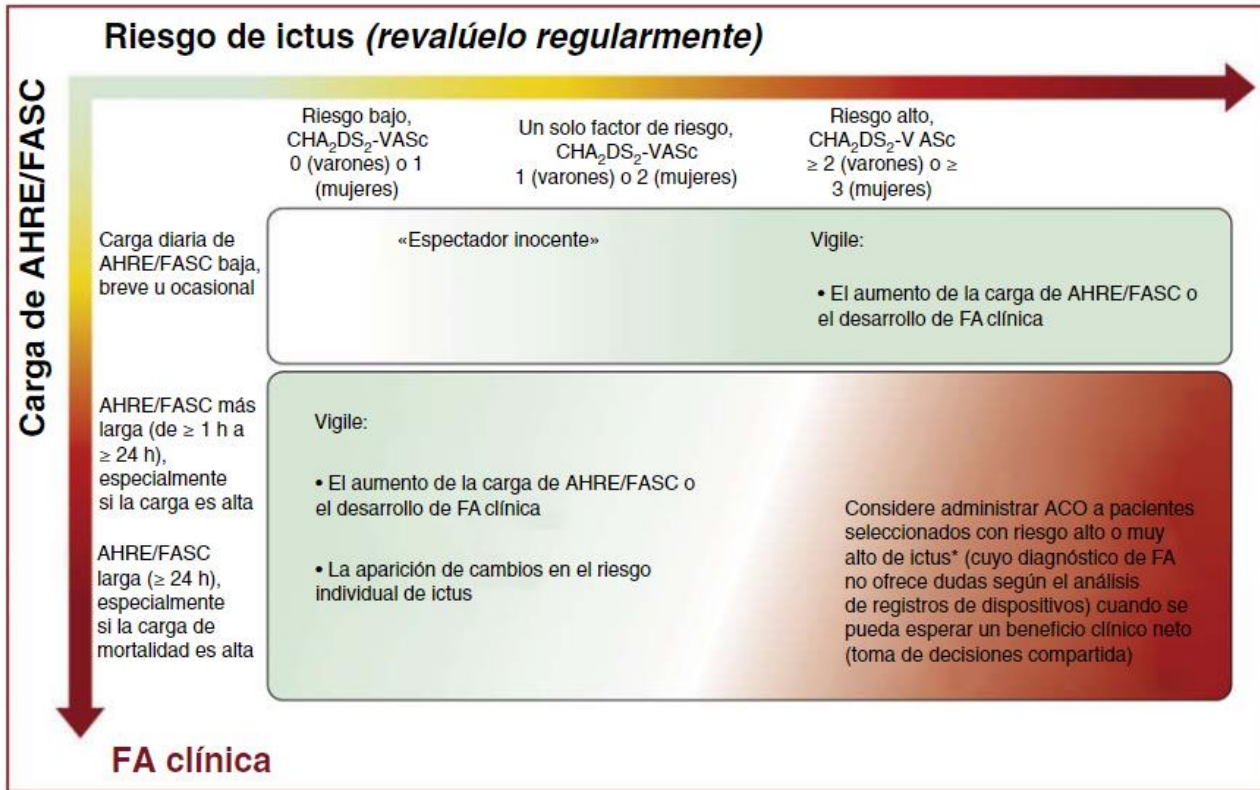 Riesgo de ictus (revalúelo regularmente)
Carga de AHRE/FASC
Riesgo bajo,
CHA₂DS₂-VASc
0 (varones) o 1
(mujeres)
Un solo factor de riesgo,
CHA₂DS₂-VASc
1 (varones) o 2 (mujeres)
Riesgo alto,
CHA₂DS₂-V ASc
≥ 2 (varones) o ≥
3 (mujeres)
Carga diaria de
AHRE/FASC baja,
breve u ocasional
«Espectador inocente»
Vigile:
• El aumento de la carga de AHRE/FASC o
el desarrollo de FA clínica
AHRE/FASC más
larga (de ≥ 1 h a
≥ 24 h),
especialmente
si la carga es alta
AHRE/FASC
larga (≥ 24 h),
especialmente
si la carga de
mortalidad es alta
Vigile:
• El aumento de la carga de AHRE/FASC o
el desarrollo de FA clínica
• La aparición de cambios en el riesgo
individual de ictus
Considere administrar ACO a pacientes
seleccionados con riesgo alto o muy
alto de ictus* (cuyo diagnóstico de FA
no ofrece dudas según el análisis
de registros de dispositivos) cuando se
pueda esperar un beneficio clínico neto
(toma de decisiones compartida)
FA clínica